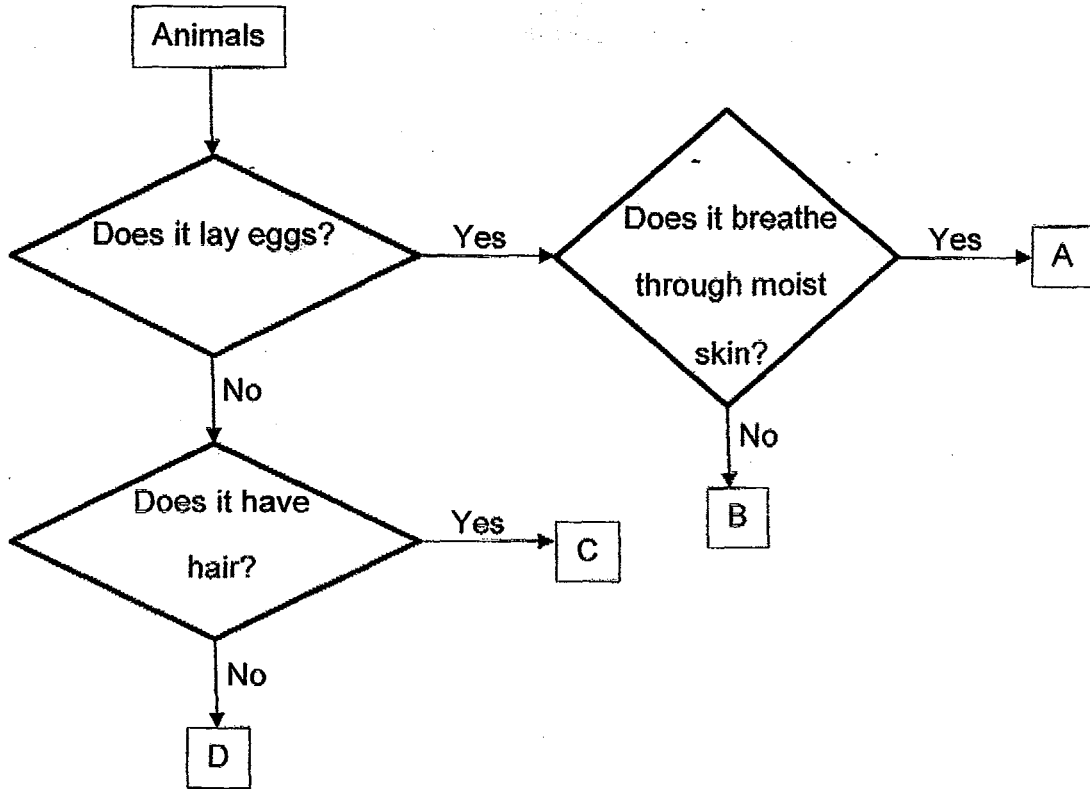 Animals
Does it lay eggs?
Yes
Does it breathe
through moist
skin?
Yes
A
No
B
No
Does it have
hair?
Yes
C
No
D